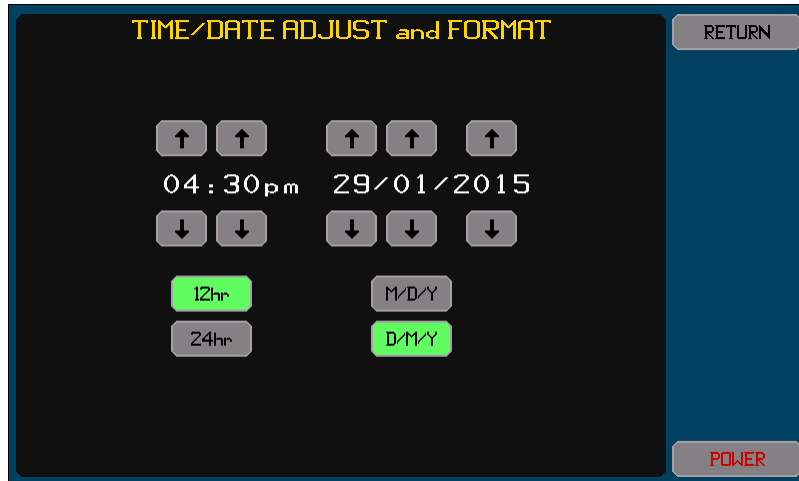 TIME/DATE ADJUST and FORMAT
RETURN
04:30pm 29/01/2015
12hr
M/D/Y
24hr
D/M/Y
POWER